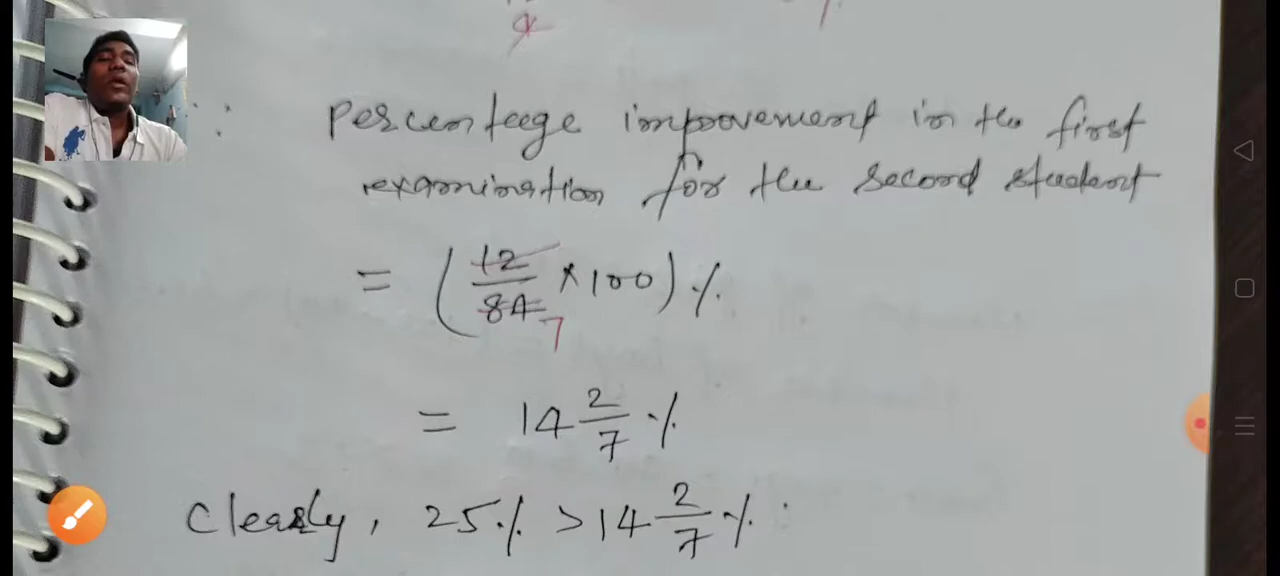 ∴ Percentage improvement in the first
examination for the second student
= (12/84 × 100) %
7
= 14 2/7 %
Clearly, 25% > 14 2/7 %